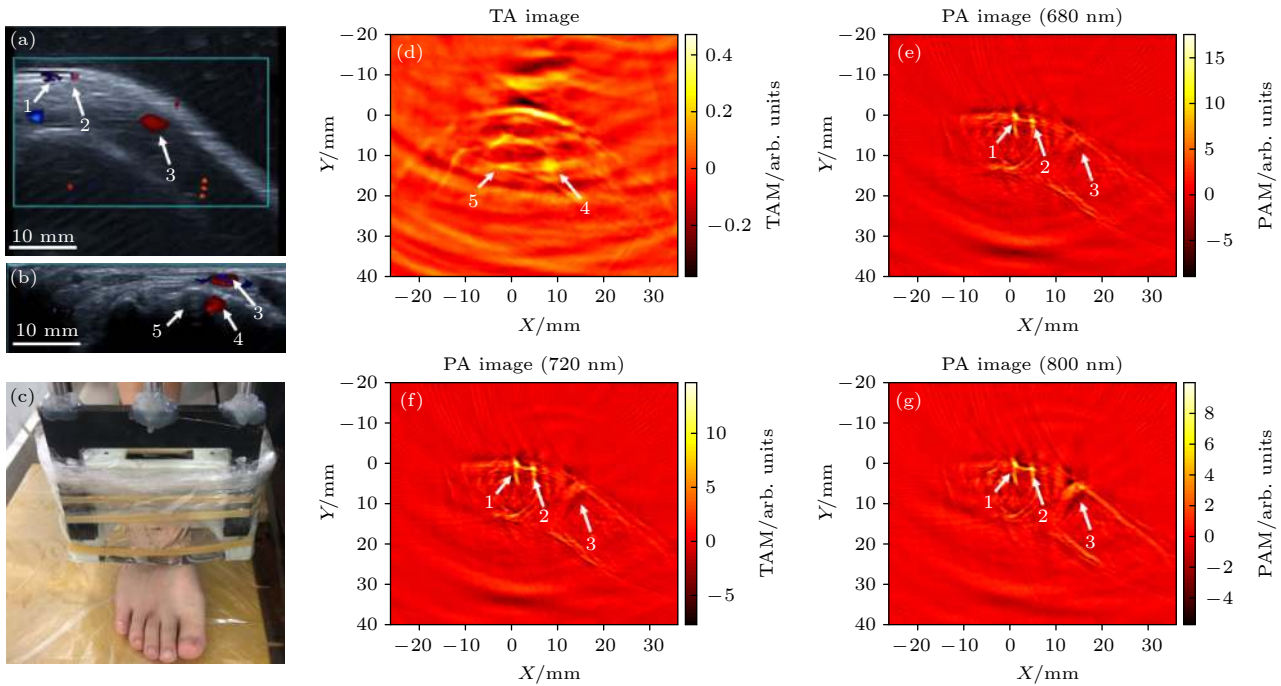 (a)
1
2
3
10 mm
(b)
3
5
4
10 mm
(c)
TA image
(d)
−20
−10
0
10
20
30
40
Y/mm
5
4
−20 −10 0 10 20 30
X/mm
0.4
0.2
0
−0.2
TAM/arb. units
PA image (680 nm)
(e)
−20
−10
0
10
20
30
40
Y/mm
1
2
3
−20 −10 0 10 20 30
X/mm
15
10
5
0
−5
PAM/arb. units
PA image (720 nm)
(f)
−20
−10
0
10
20
30
40
Y/mm
1
2
3
−20 −10 0 10 20 30
X/mm
10
5
0
−5
TAM/arb. units
PA image (800 nm)
(g)
−20
−10
0
10
20
30
40
Y/mm
1
2
3
−20 −10 0 10 20 30
X/mm
8
6
4
2
0
−2
−4
PAM/arb. units